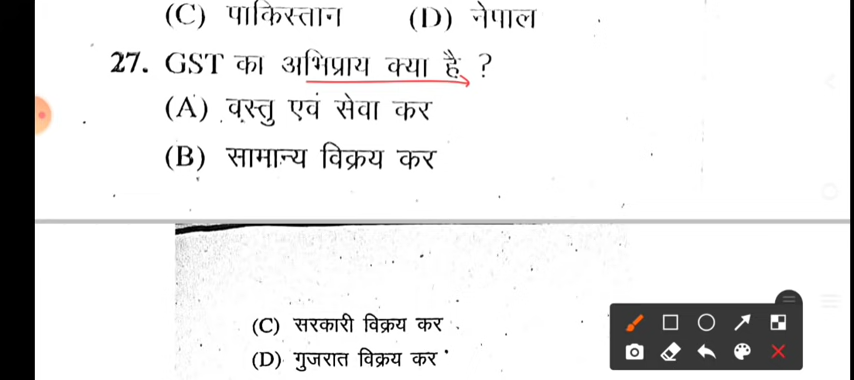 (C) पाकिस्तान (D) नेपाल
27. GST का अभिप्राय क्या है ?
(A) वस्तु एवं सेवा कर
(B) सामान्य विक्रय कर
(C) सरकारी विक्रय कर
(D) गुजरात विक्रय कर